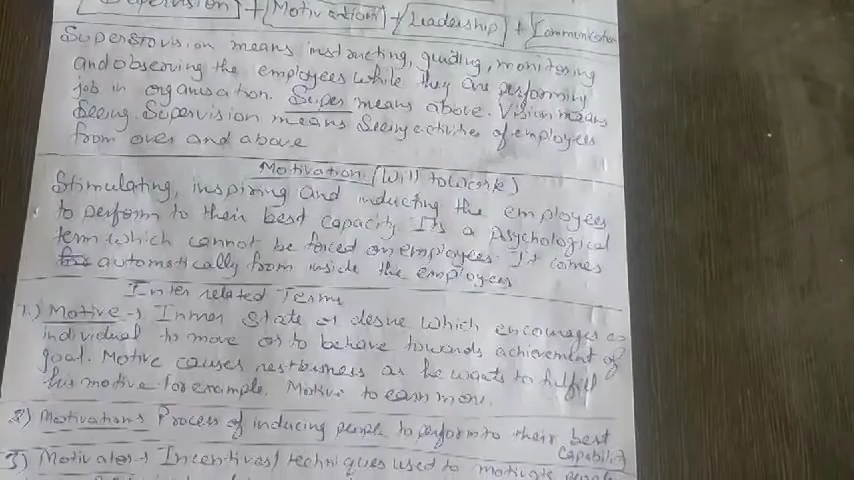 [Supervision] + [Motivation] + [Leadership] + [Communication
Superstovision means instructing, guiding, monitoring
and observing the employees while they are performing
job in organisation. Super means above. Vision means
Seeing. Supervision means Seeing activities of employees
from over and above
Motivation (Will to Work)
Stimulating, inspiring and inducting the employees
to perform to their best capacity Its a Psychological
term which cannot be forced on employees. It comes
automatically from inside the employees
Inter related Terms
1.) Motive → Inner State or desire which encourages an
individual to move or to behave towards achievement of
goal. Motive causes restlessness as he wants to fulfill
his motive for example. Motive to earn more.
2) Motivation → Process of inducing people to perform to their best
capability
3) Motivators → Incentives/techniques used to motivate people